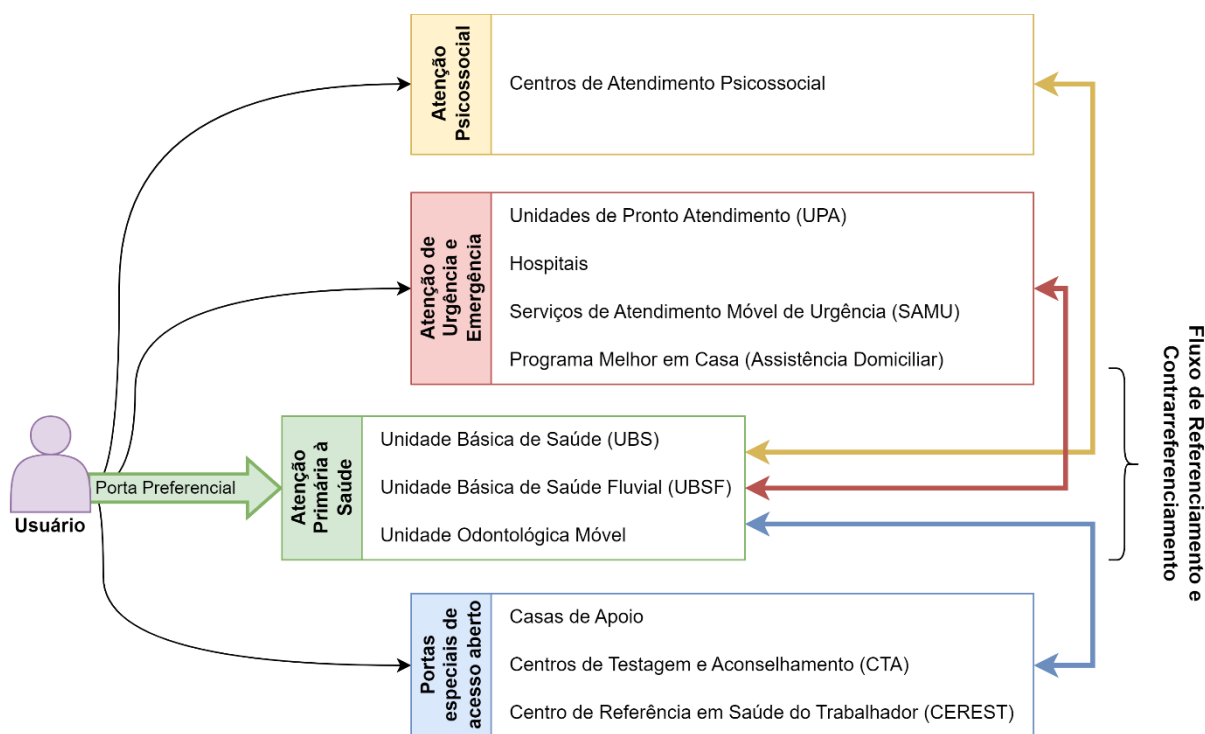 Atenção
Psicossocial
Centros de Atendimento Psicossocial
Atenção de
Urgência e
Emergência
Unidades de Pronto Atendimento (UPA)
Hospitais
Serviços de Atendimento Móvel de Urgência (SAMU)
Programa Melhor em Casa (Assistência Domiciliar)
Usuário
Porta Preferencial
Atenção
Primária à
Saúde
Unidade Básica de Saúde (UBS)
Unidade Básica de Saúde Fluvial (UBSF)
Unidade Odontológica Móvel
Portas
especiais de
acesso aberto
Casas de Apoio
Centros de Testagem e Aconselhamento (CTA)
Centro de Referência em Saúde do Trabalhador (CEREST)
Fluxo de Referenciamento e
Contrarreferenciamento